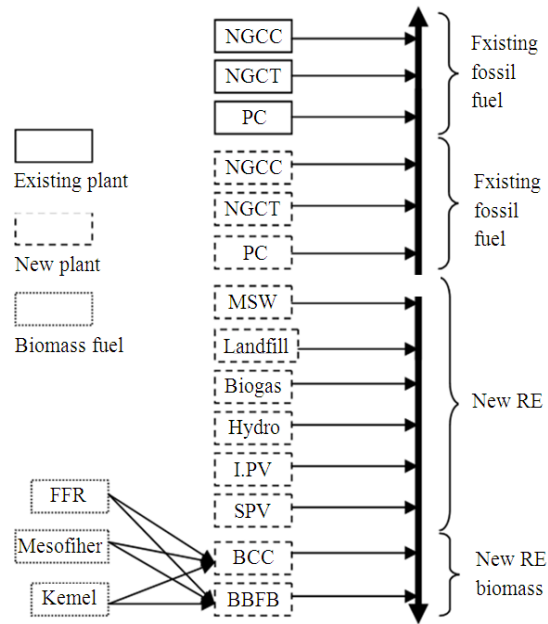 NGCC
NGCT
PC
Fxisting
fossil
fuel
Existing plant
NGCC
NGCT
PC
Fxisting
fossil
fuel
New plant
Biomass fuel
MSW
Landfill
Biogas
Hydro
I.PV
SPV
New RE
FFR
Mesofiher
Kemel
BCC
BBFB
New RE
biomass